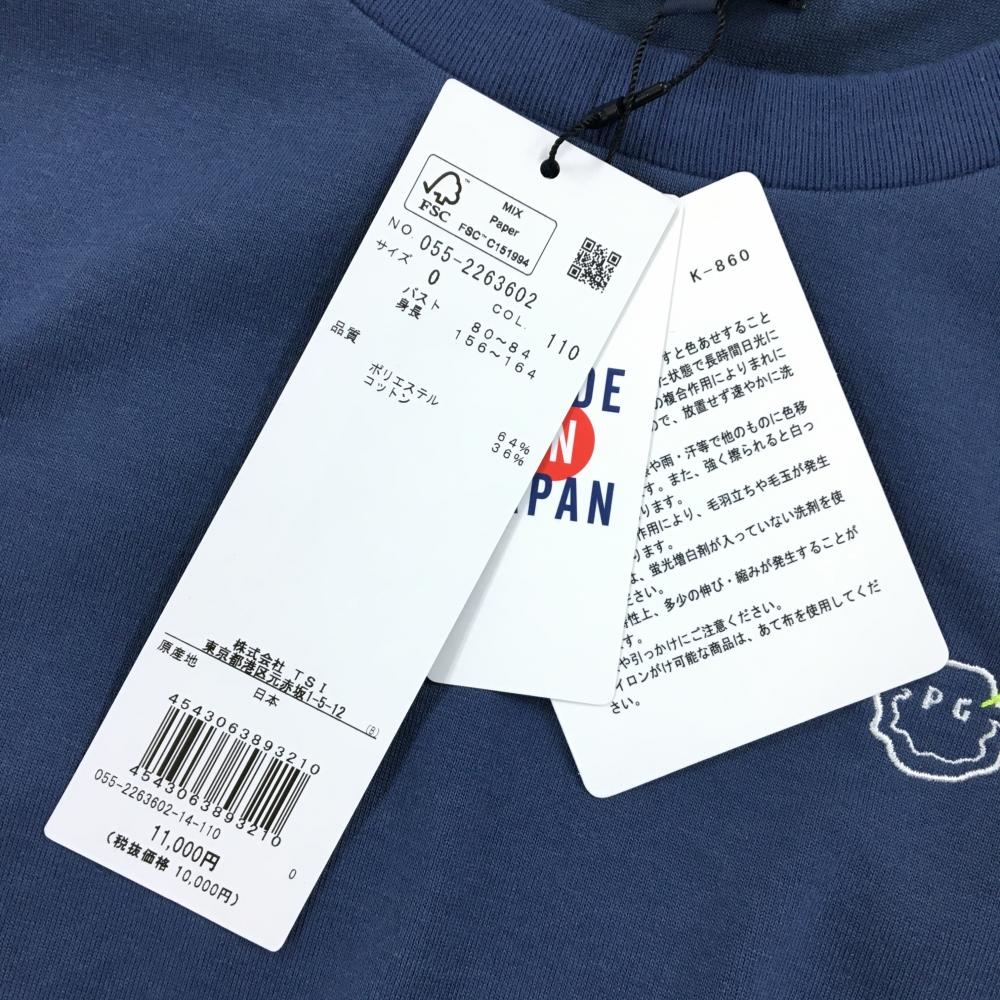 FSC™
MIX
Paper
FSC™ C151994
NO. 055-2263602
サイズ 0 COL. 110
バスト 80～84
身長 156～164
品質
ポリエステル 64%
コットン 36%
株式会社 TSI
東京都港区元赤坂1-5-12
原産地 日本 (8)
4543063893210
4543063893210
055-2263602-14-110
11,000円
(税抜価格 10,000円)
0
DE
N
PAN
K-860
すと色あせすること
た状態で長時間日光に
の複合作用によりまれに
ので、放置せず速やかに洗
や雨・汗等で他のものに色移
す。また、強く擦られると白っ
ります。
作用により、毛羽立ちや毛玉が発生
ります。
は、蛍光増白剤が入っていない洗剤を使
ださい。
性上、多少の伸び・縮みが発生することが
す。
や引っかけにご注意ください。
イロンがけ可能な商品は、あて布を使用してくだ
さい。
PG